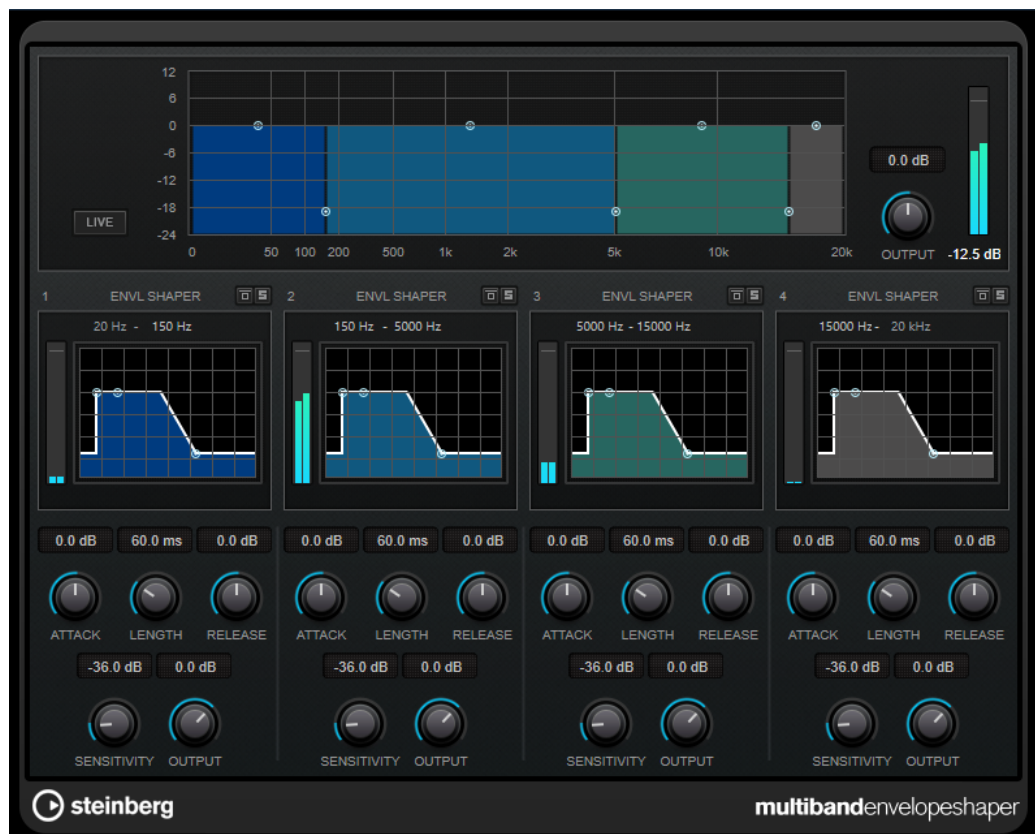 12
6
0
-6
-12
-18
-24
LIVE
0 50 100 200 500 1k 2k 5k 10k 20k
0.0 dB
OUTPUT -12.5 dB
1 ENVL SHAPER S 2 ENVL SHAPER S 3 ENVL SHAPER S 4 ENVL SHAPER S
20 Hz - 150 Hz 150 Hz - 5000 Hz 5000 Hz - 15000 Hz 15000 Hz - 20 kHz
0.0 dB 60.0 ms 0.0 dB 0.0 dB 60.0 ms 0.0 dB 0.0 dB 60.0 ms 0.0 dB 0.0 dB 60.0 ms 0.0 dB
ATTACK LENGTH RELEASE ATTACK LENGTH RELEASE ATTACK LENGTH RELEASE ATTACK LENGTH RELEASE
-36.0 dB 0.0 dB -36.0 dB 0.0 dB -36.0 dB 0.0 dB -36.0 dB 0.0 dB
SENSITIVITY OUTPUT SENSITIVITY OUTPUT SENSITIVITY OUTPUT SENSITIVITY OUTPUT
steinberg multibandenvelopeshaper